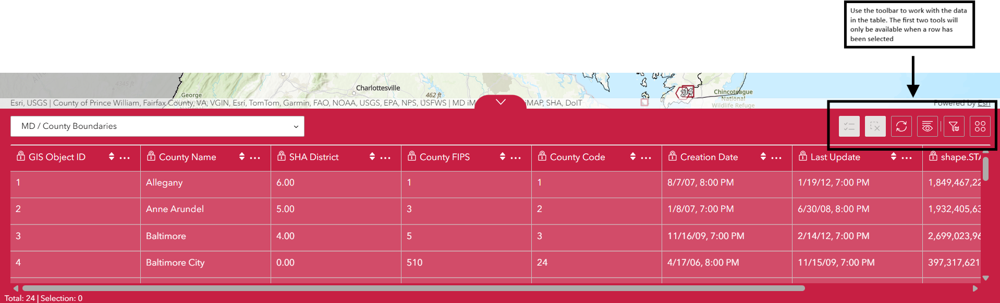 Use the toolbar to work with the data
in the table. The first two tools will
only be available when a row has
been selected
4345 ft
Charlottesville
George
462 ft
24
Chincoteague
National
Wildlife Refuge
Esri, USGS | County of Prince William, Fairfax County, VA, VGIN, Esri, TomTom, Garmin, FAO, NOAA, USGS, EPA, NPS, USFWS | MD iM iMAP, SHA, DoIT
Powered by Esri
MD / County Boundaries
GIS Object ID County Name SHA District County FIPS County Code Creation Date Last Update shape.STA
1 Allegany 6.00 1 1 8/7/07, 8:00 PM 1/19/12, 7:00 PM 1,849,467,22
2 Anne Arundel 5.00 3 2 1/8/07, 7:00 PM 6/30/08, 8:00 PM 1,932,405,63
3 Baltimore 4.00 5 3 11/16/09, 7:00 PM 2/14/12, 7:00 PM 2,699,023,96
4 Baltimore City 0.00 510 24 4/17/06, 8:00 PM 11/15/09, 7:00 PM 397,317,621
Total: 24 | Selection: 0